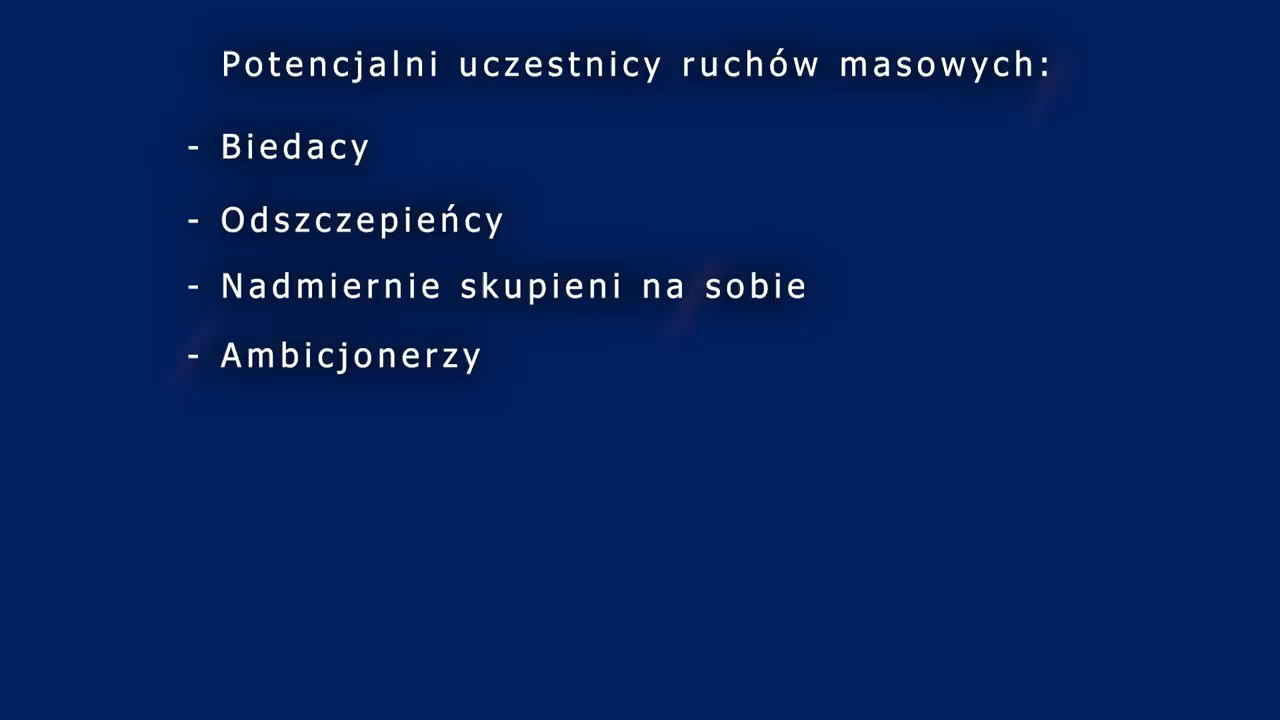 Potencjalni uczestnicy ruchów masowych:
- Biedacy
- Odszczepieńcy
- Nadmiernie skupieni na sobie
- Ambicjonerzy